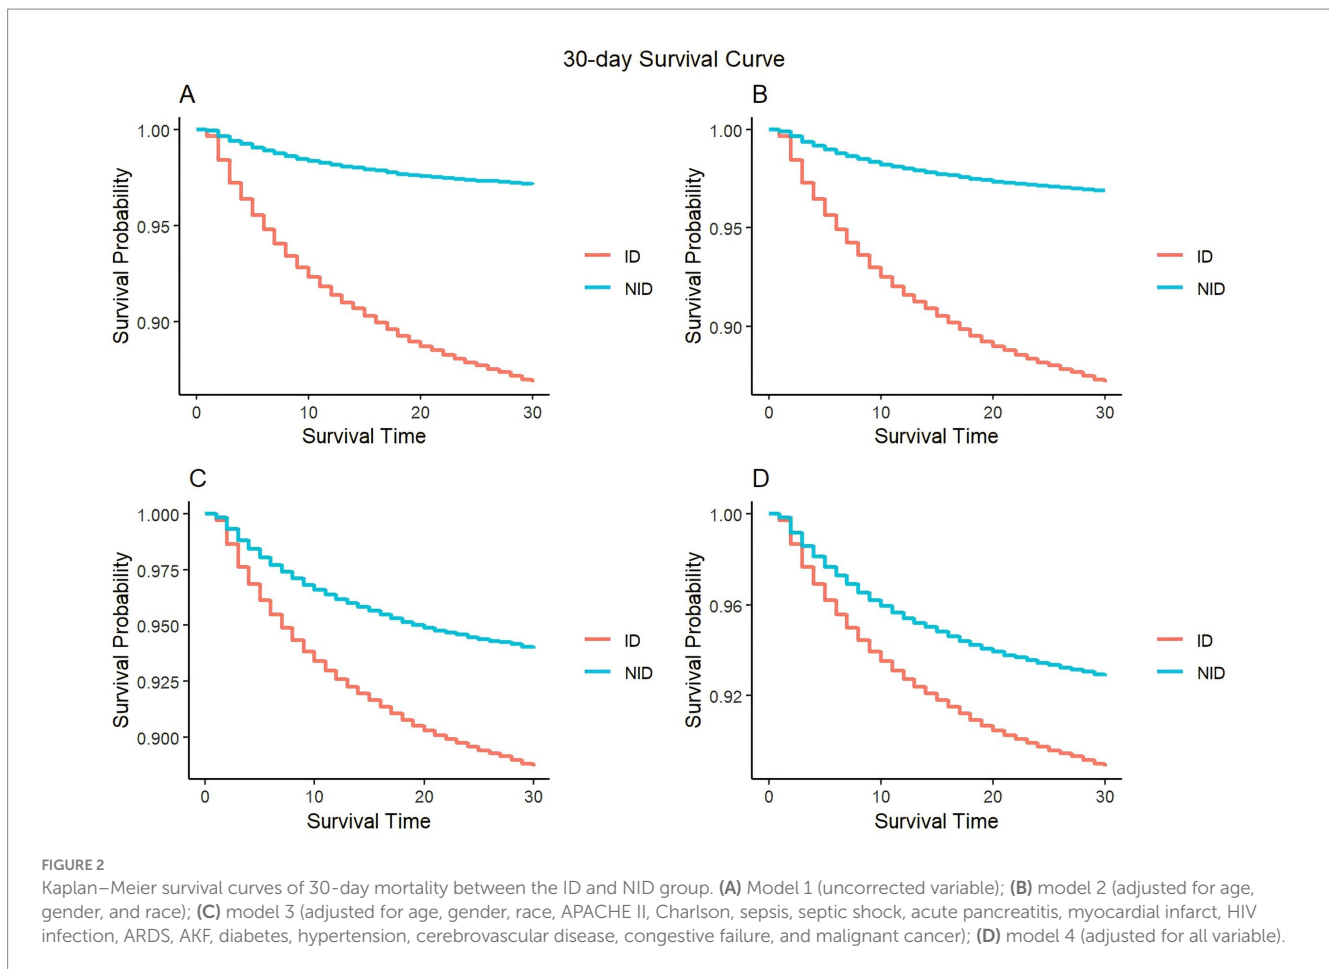 30-day Survival Curve
A
1.00
0.95
0.90
Survival Probability
0 10 20 30
Survival Time
ID
NID
B
1.00
0.95
0.90
Survival Probability
0 10 20 30
Survival Time
ID
NID
C
1.000
0.975
0.950
0.925
0.900
Survival Probability
0 10 20 30
Survival Time
ID
NID
D
1.00
0.96
0.92
Survival Probability
0 10 20 30
Survival Time
ID
NID
FIGURE 2
Kaplan–Meier survival curves of 30-day mortality between the ID and NID group. (A) Model 1 (uncorrected variable); (B) model 2 (adjusted for age,
gender, and race); (C) model 3 (adjusted for age, gender, race, APACHE II, Charlson, sepsis, septic shock, acute pancreatitis, myocardial infarct, HIV
infection, ARDS, AKF, diabetes, hypertension, cerebrovascular disease, congestive failure, and malignant cancer); (D) model 4 (adjusted for all variable).